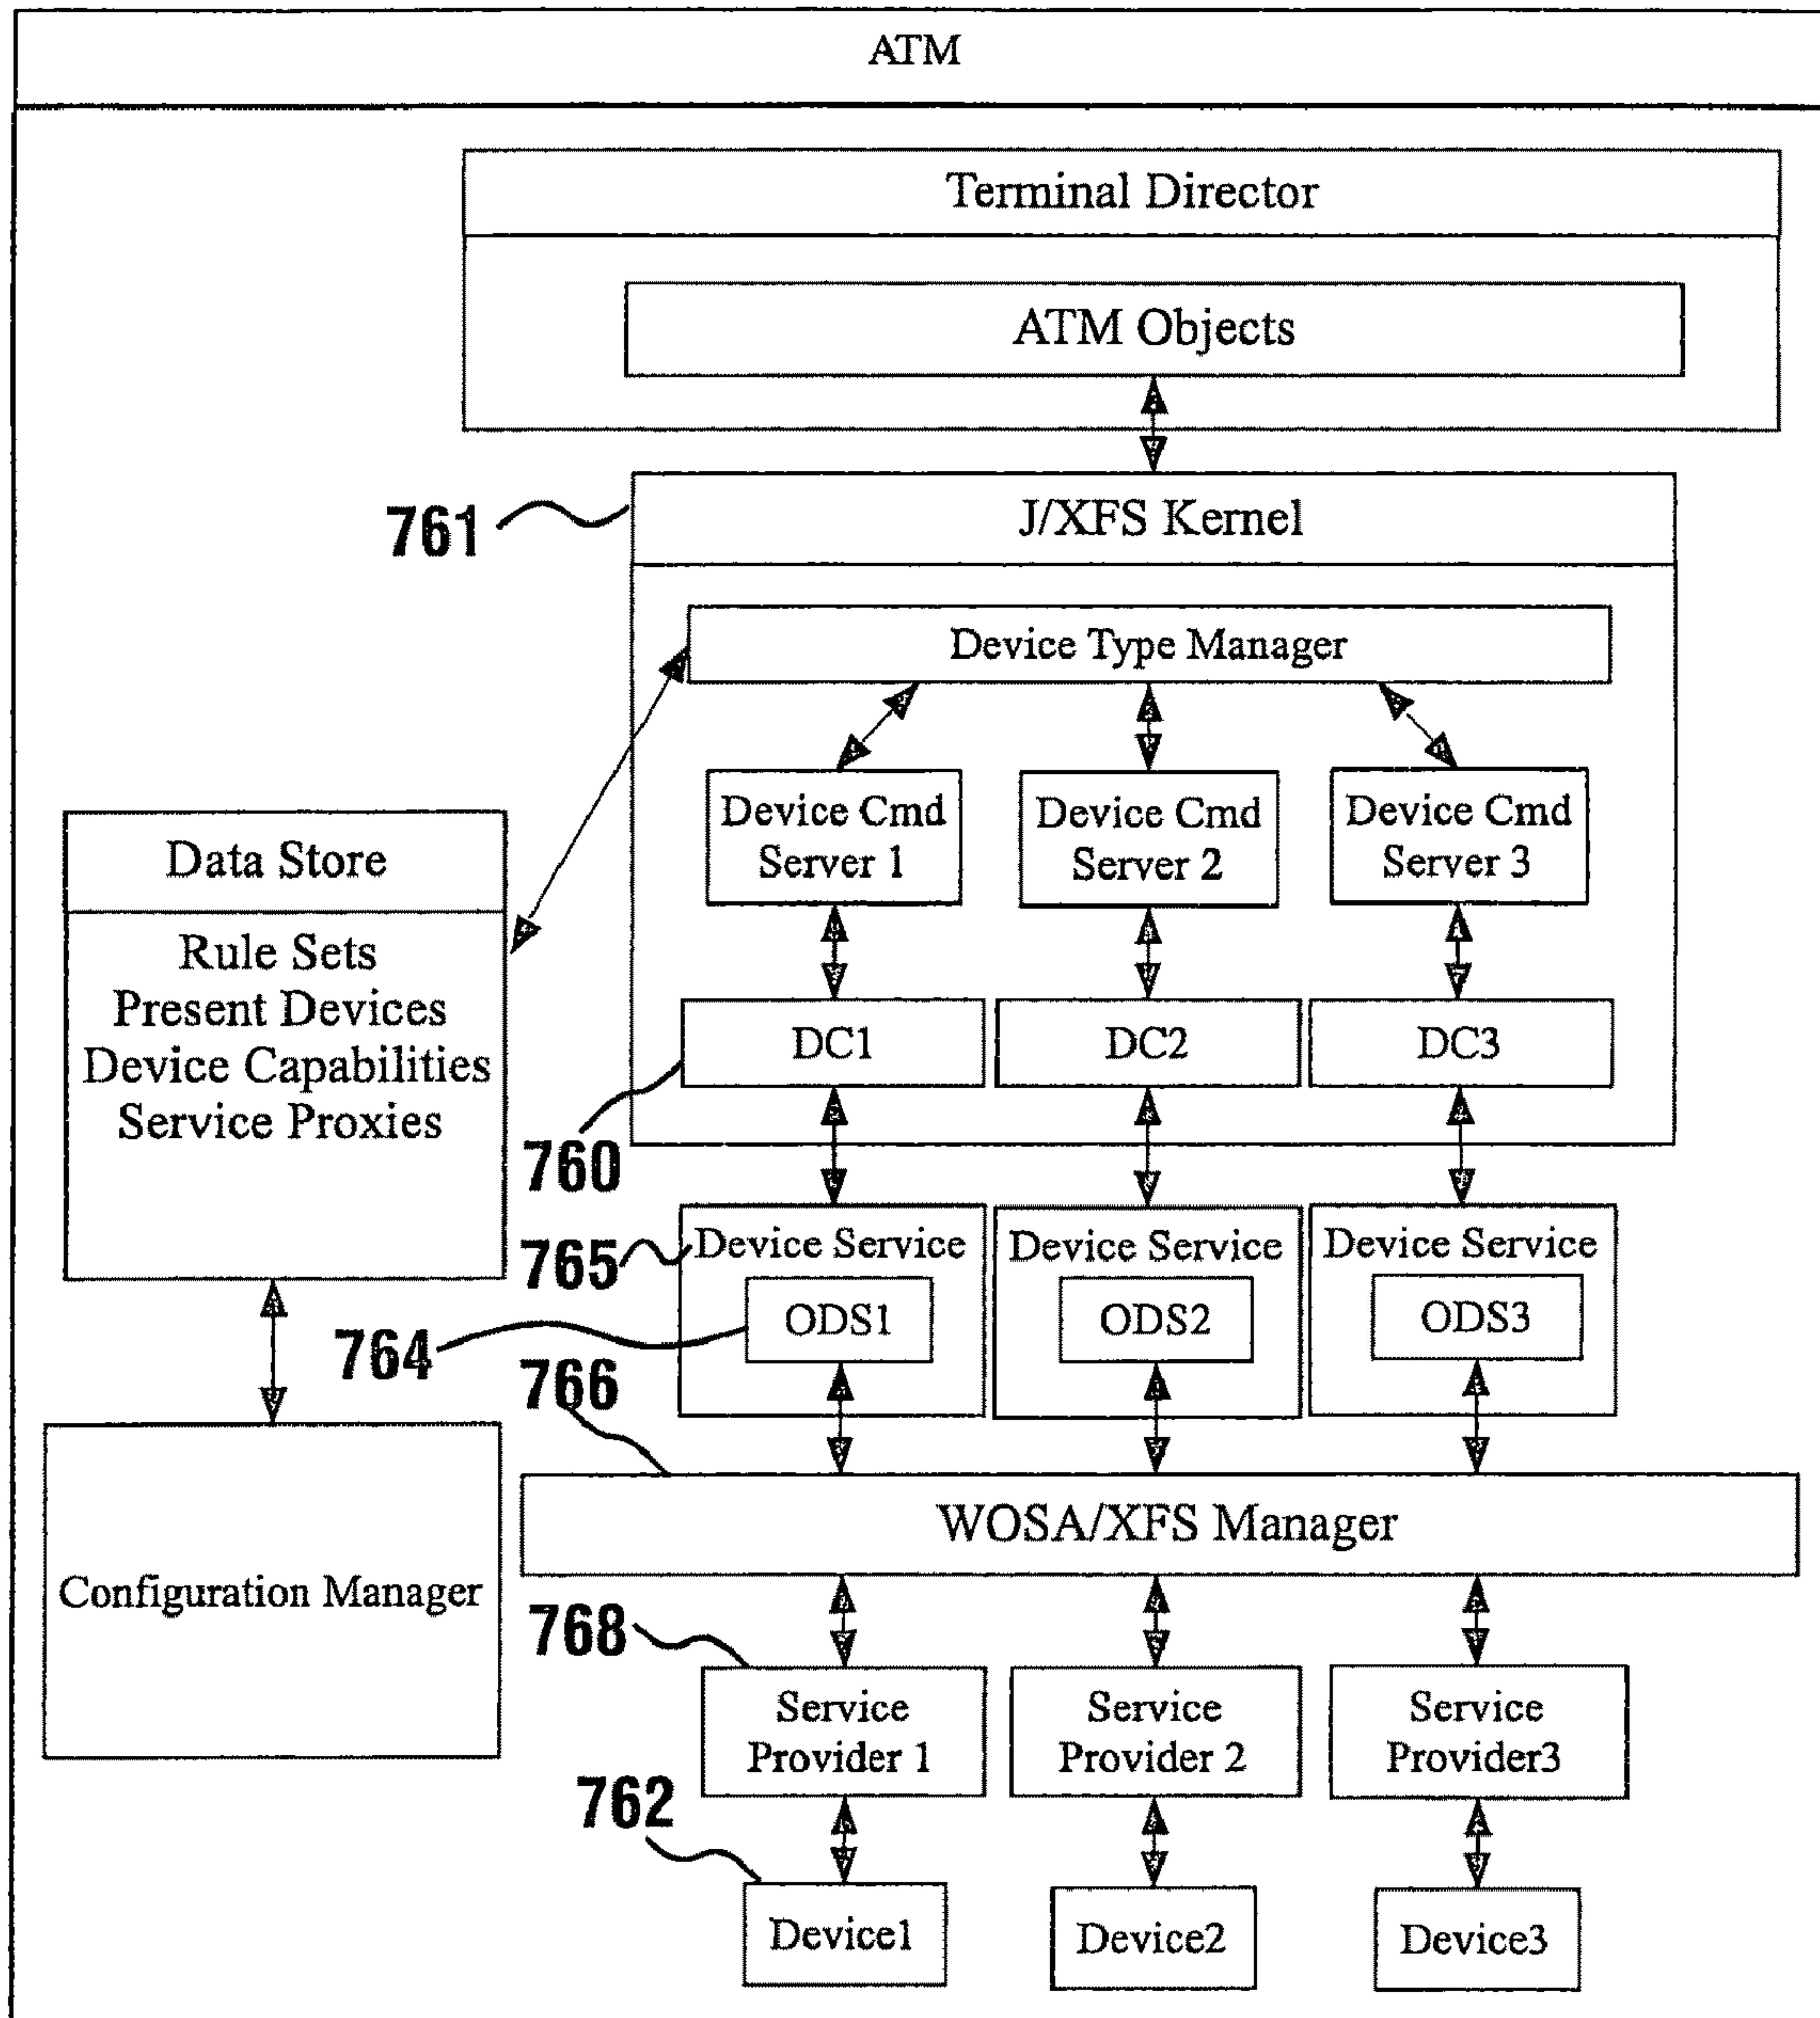 ATM
Terminal Director
ATM Objects
761
J/XFS Kernel
Device Type Manager
Device Cmd
Server 1
Device Cmd
Server 2
Device Cmd
Server 3
Data Store
Rule Sets
Present Devices
Device Capabilities
Service Proxies
DC1
DC2
DC3
760
765
Device Service
Device Service
Device Service
764
ODS1
ODS2
ODS3
766
WOSA/XFS Manager
Configuration Manager
768
Service
Provider 1
Service
Provider 2
Service
Provider3
762
Device1
Device2
Device3